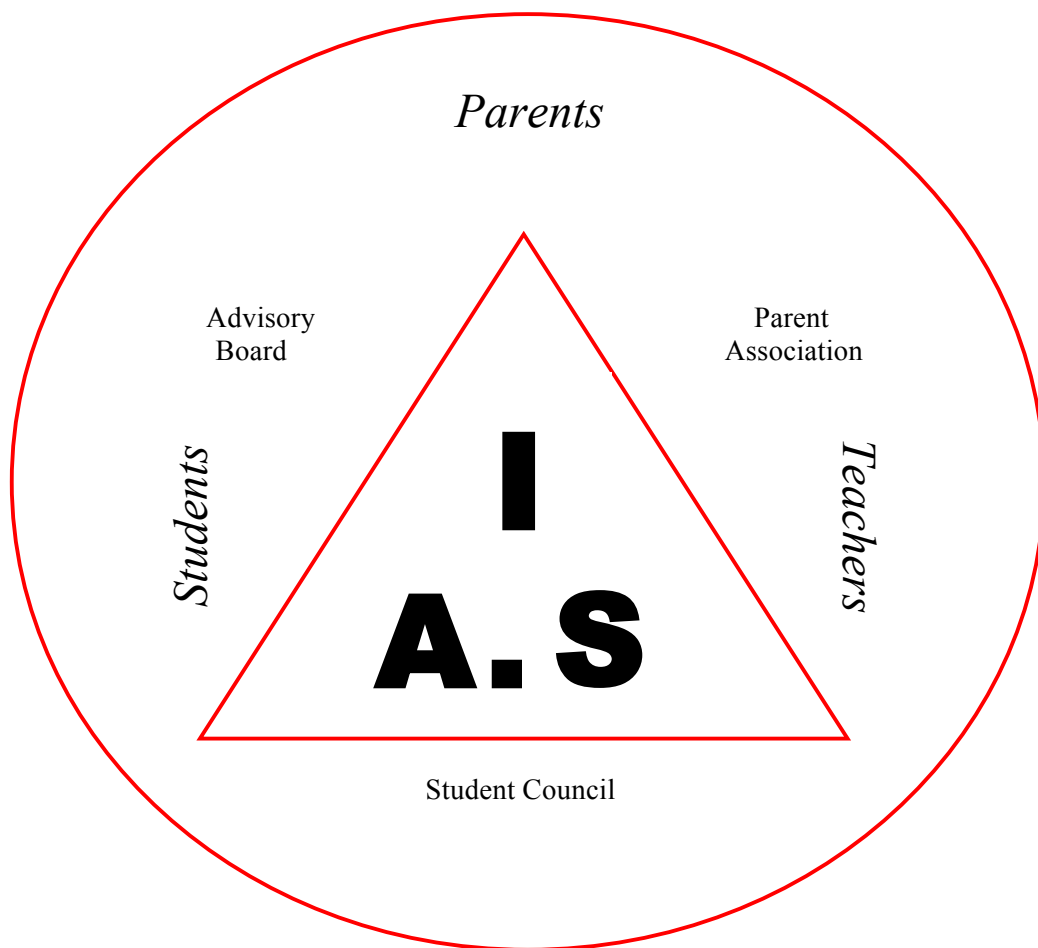 Parents
Advisory
Board
Parent
Association
Students
Teachers
I
A.S
Student Council